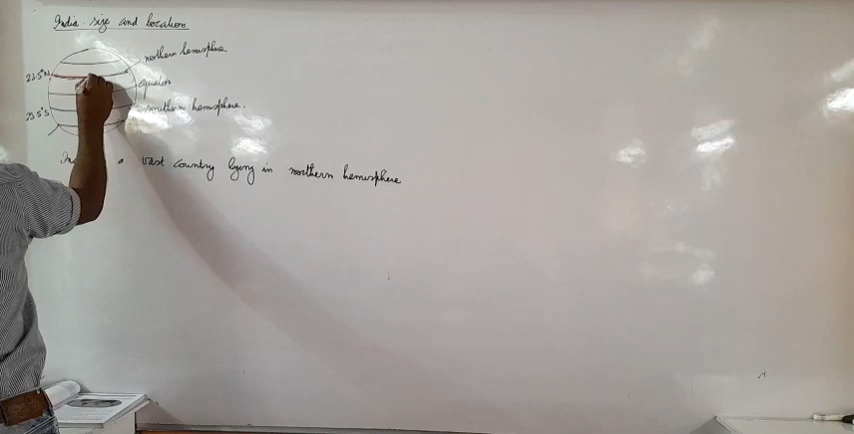 India size and location
northern hemisphere
23.5°N
equator
southern hemisphere.
23.5°S
vast country lying in northern hemisphere